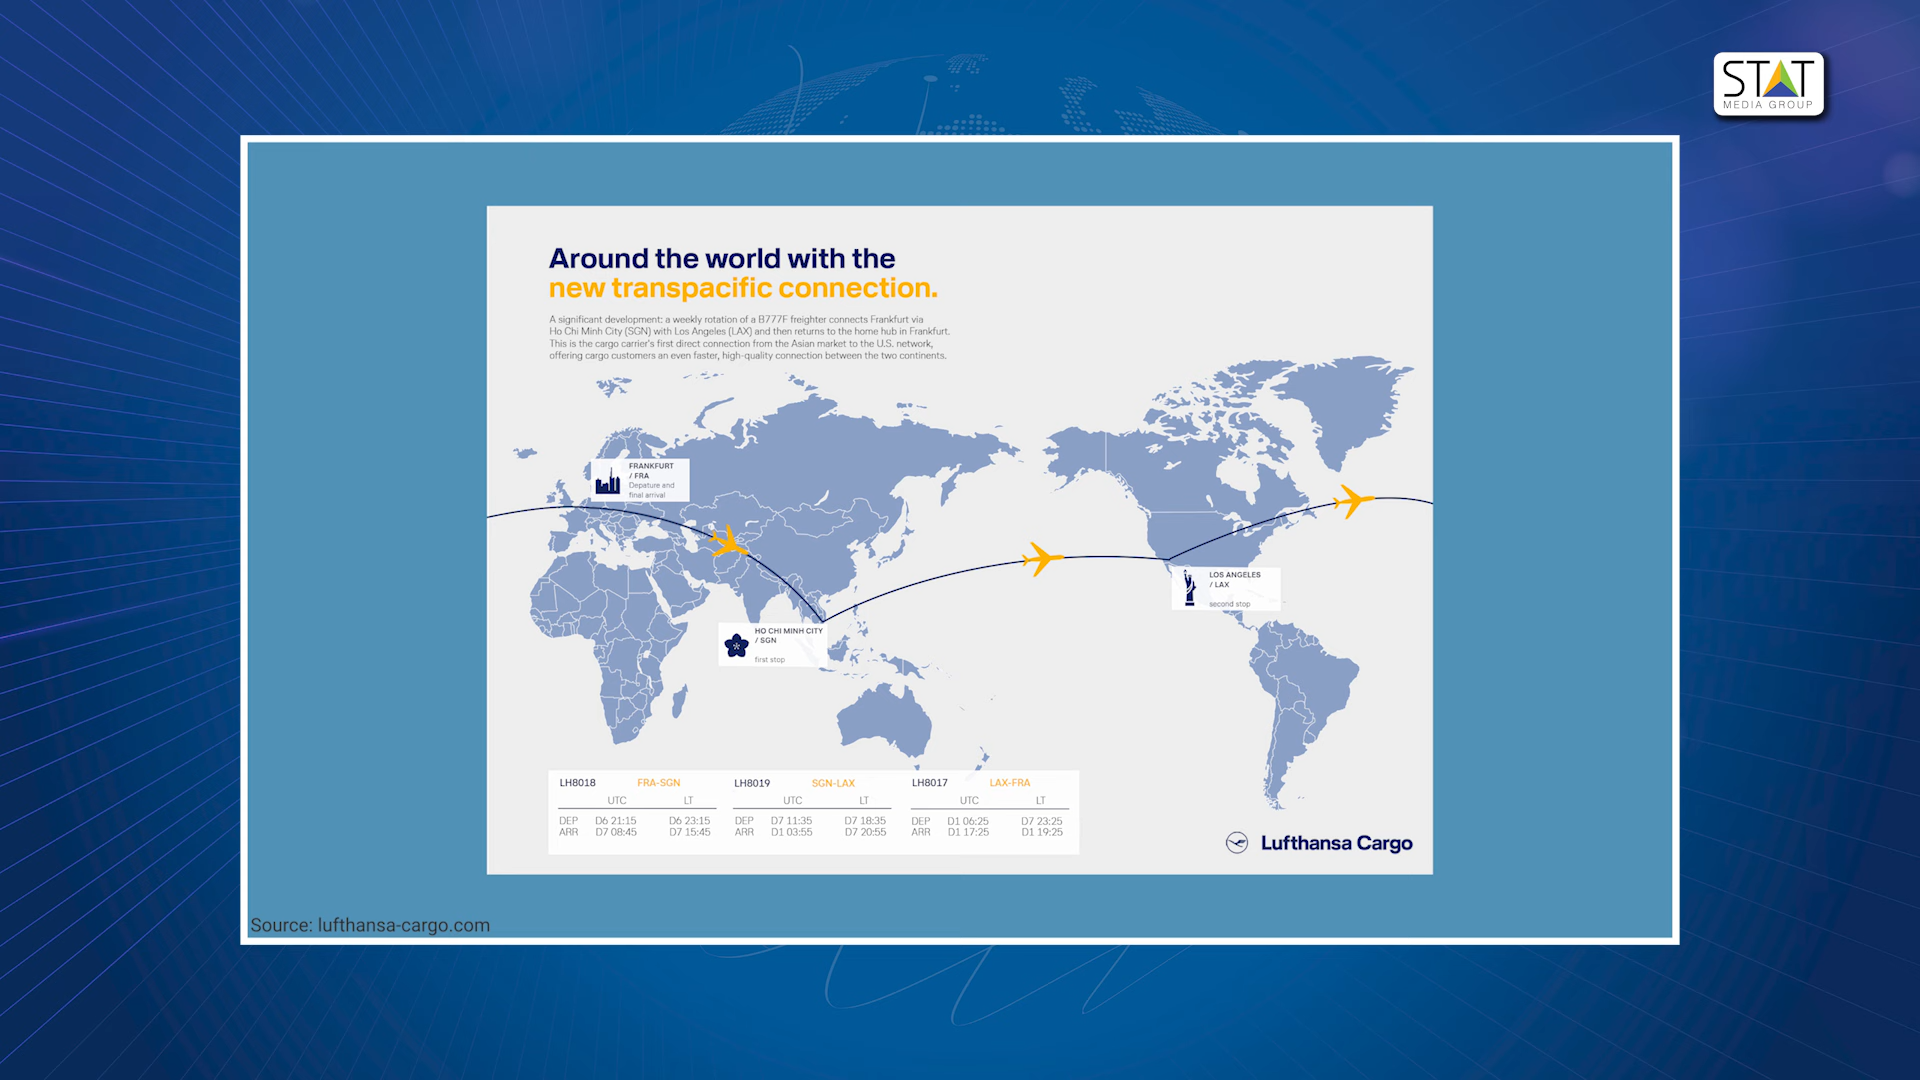 STAT
MEDIA GROUP
Around the world with the
new transpacific connection.
A significant development: a weekly rotation of a B777F freighter connects Frankfurt via
Ho Chi Minh City (SGN) with Los Angeles (LAX) and then returns to the home hub in Frankfurt.
This is the cargo carrier's first direct connection from the Asian market to the U.S. network,
offering cargo customers an even faster, high-quality connection between the two continents.
FRANKFURT
/ FRA
Depature and
final arrival
LOS ANGELES
/ LAX
second stop
HO CHI MINH CITY
/ SGN
first stop
LH8018 FRA-SGN
UTC LT
DEP D6 21:15 D6 23:15
ARR D7 08:45 D7 15:45
LH8019 SGN-LAX
UTC LT
DEP D7 11:35 D7 18:35
ARR D1 03:55 D7 20:55
LH8017 LAX-FRA
UTC LT
DEP D1 06:25 D7 23:25
ARR D1 17:25 D1 19:25
Lufthansa Cargo
Source: lufthansa-cargo.com